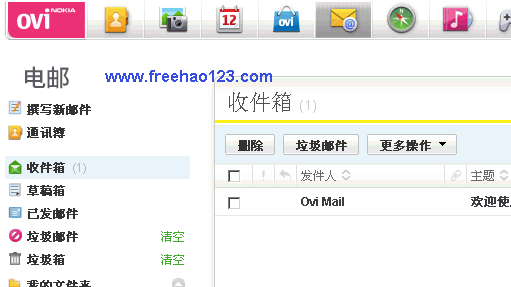 ovi NOKIA
12
电邮
www.freehao123.com
撰写新邮件
通讯簿
收件箱 (1)
草稿箱
已发邮件
垃圾邮件 清空
垃圾箱 清空
我的文件夹
收件箱 (1)
删除 垃圾邮件 更多操作
! 发件人 主题
Ovi Mail 欢迎使